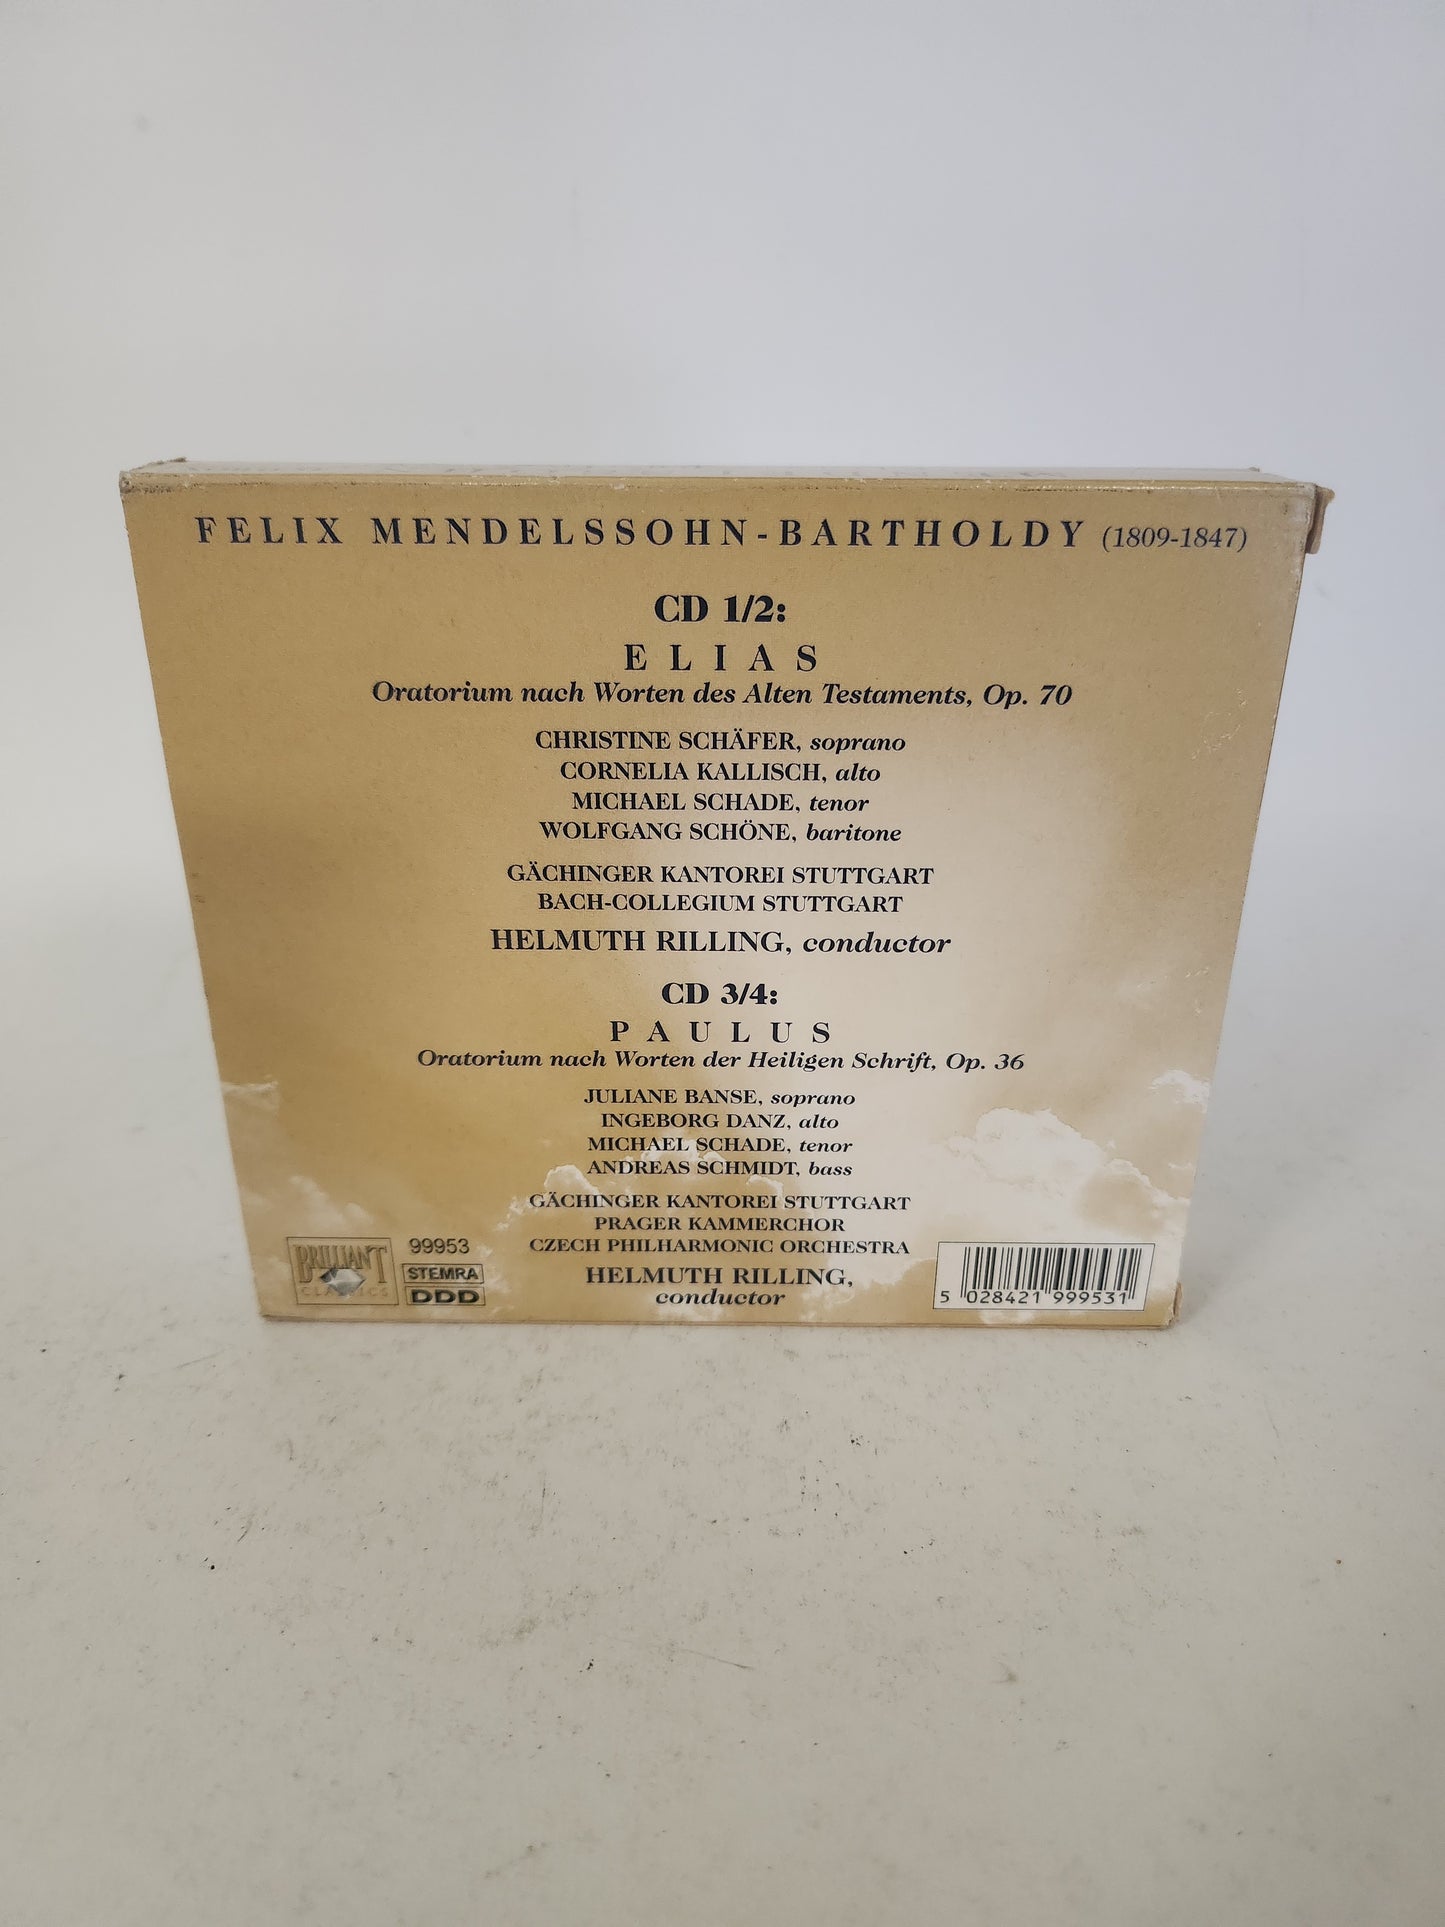 FELIX MENDELSSOHN-BARTHOLDY (1809-1847)
CD 1/2:
ELIAS
Oratorium nach Worten des Alten Testaments, Op. 70
CHRISTINE SCHÄFER, soprano
CORNELIA KALLISCH, alto
MICHAEL SCHADE, tenor
WOLFGANG SCHÖNE, baritone
GÄCHINGER KANTOREI STUTTGART
BACH-COLLEGIUM STUTTGART
HELMUTH RILLING, conductor
CD 3/4:
PAULUS
Oratorium nach Worten der Heiligen Schrift, Op. 36
JULIANE BANSE, soprano
INGEBORG DANZ, alto
MICHAEL SCHADE, tenor
ANDREAS SCHMIDT, bass
GÄCHINGER KANTOREI STUTTGART
PRAGER KAMMERCHOR
CZECH PHILHARMONIC ORCHESTRA
HELMUTH RILLING,
conductor
BRILLIANT
CLASSICS
99953
STEMRA
DDD
5 028421 999531